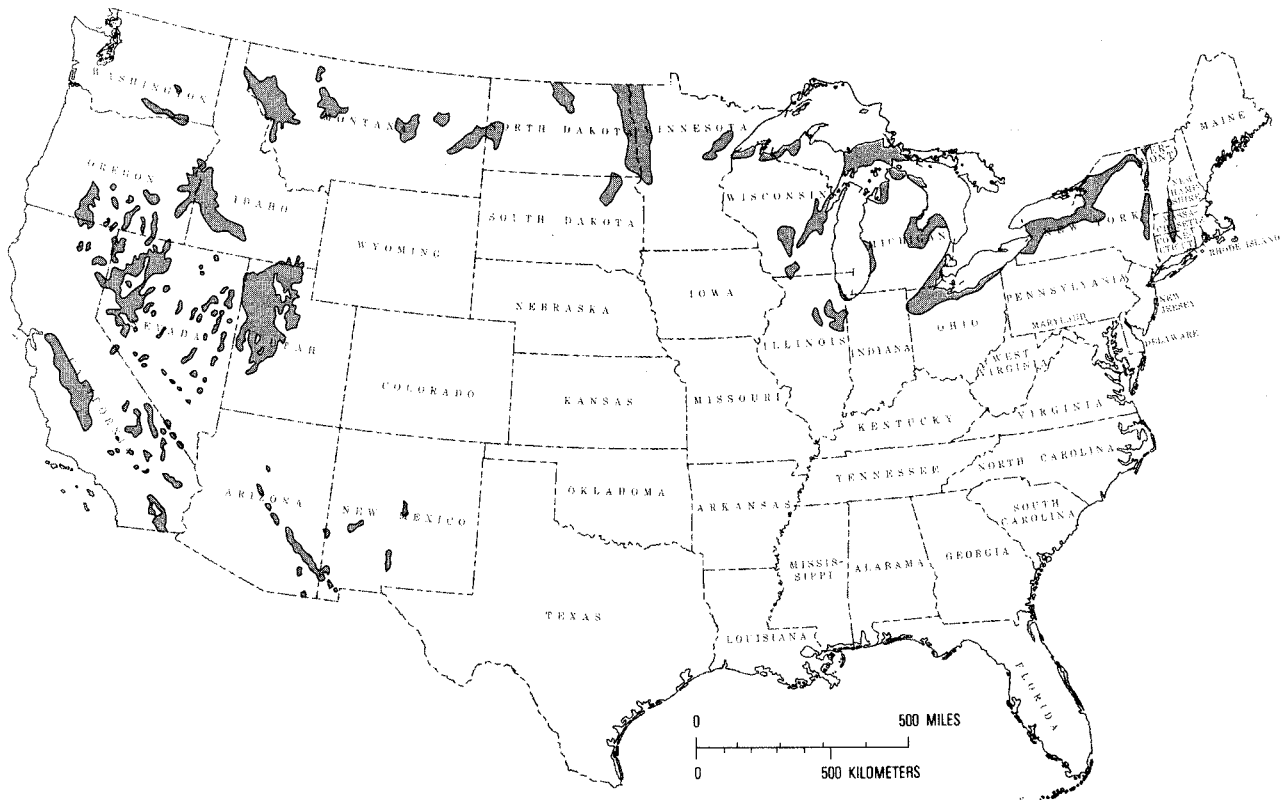 WASHINGTON
MONTANA
NORTH DAKOTA
MINNESOTA
MAINE
OREGON
IDAHO
WYOMING
SOUTH DAKOTA
WISCONSIN
MICHIGAN
NEW YORK
RHODE ISLAND
NEBRASKA
IOWA
PENNSYLVANIA
NEW
JERSEY
NEVADA
UTAH
COLORADO
KANSAS
MISSOURI
ILLINOIS
INDIANA
OHIO
MARYLAND
DELAWARE
WEST
VIRGINIA
VIRGINIA
KENTUCKY
ARIZONA
NEW MEXICO
OKLAHOMA
ARKANSAS
TENNESSEE
NORTH CAROLINA
SOUTH
CAROLINA
MISSIS-
SIPPI
ALABAMA
GEORGIA
TEXAS
LOUISIANA
FLORIDA
0 500 MILES
0 500 KILOMETERS